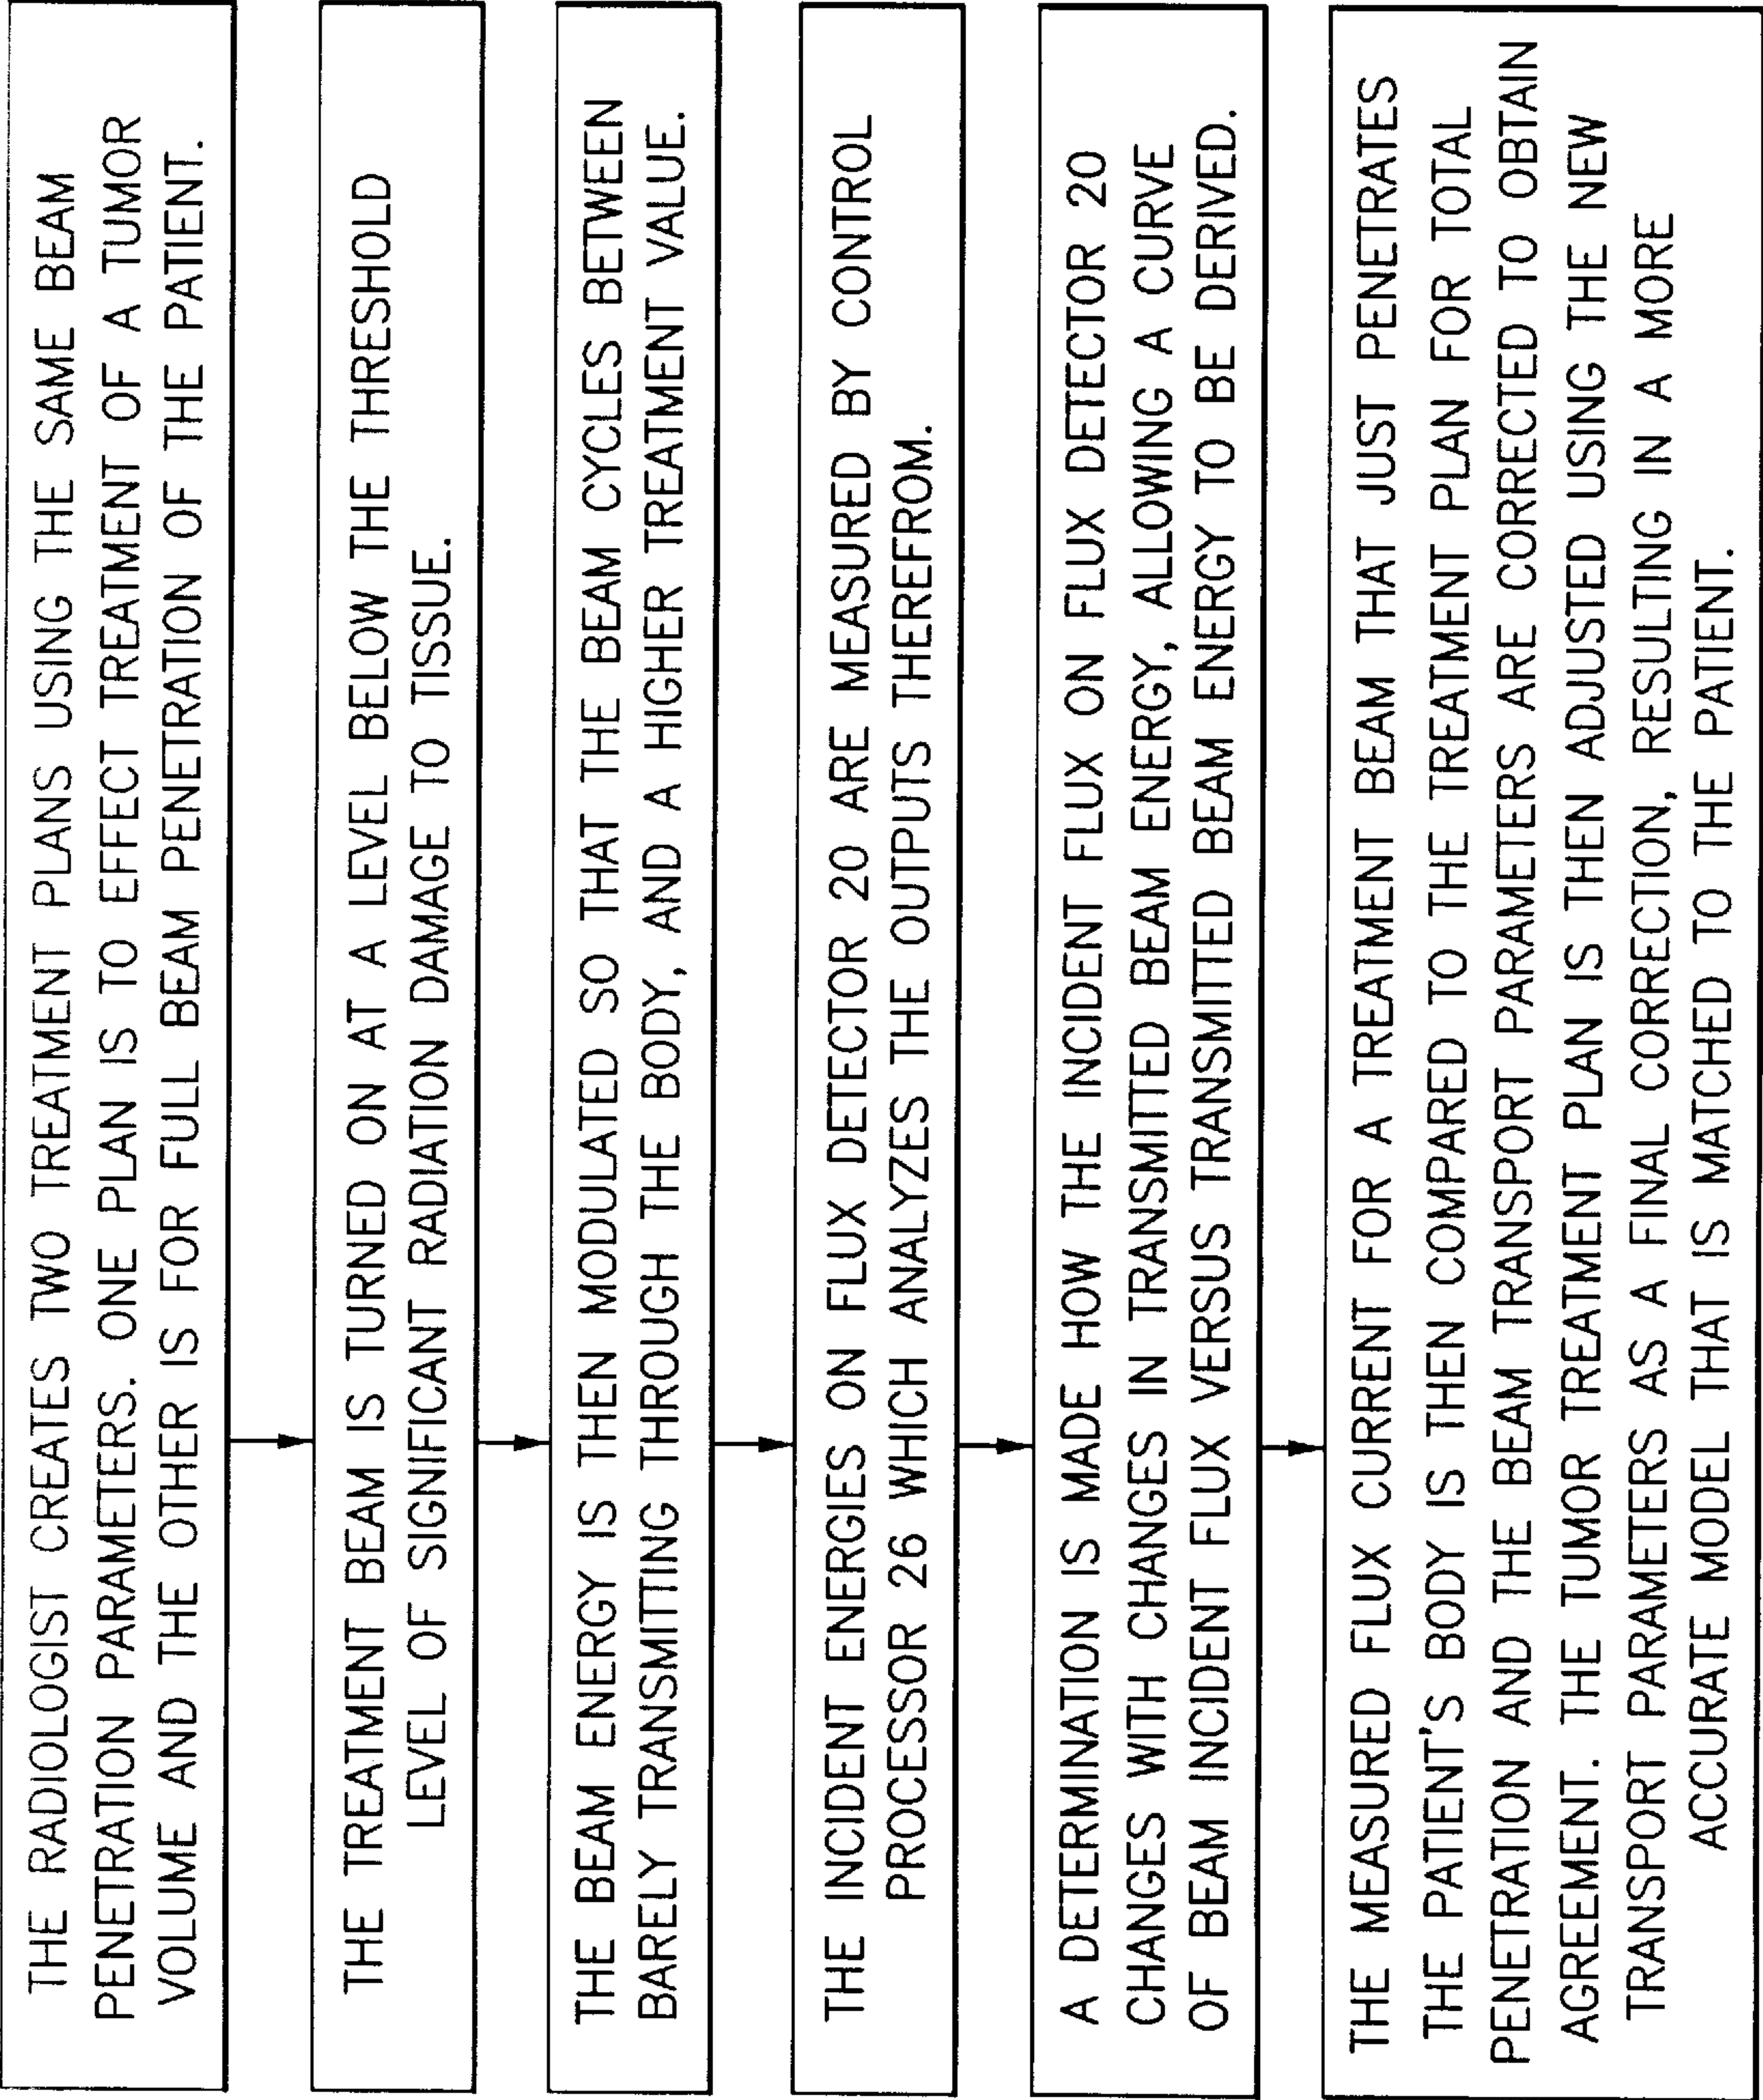 THE RADIOLOGIST CREATES TWO TREATMENT PLANS USING THE SAME BEAM
PENETRATION PARAMETERS. ONE PLAN IS TO EFFECT TREATMENT OF A TUMOR
VOLUME AND THE OTHER IS FOR FULL BEAM PENETRATION OF THE PATIENT.
THE TREATMENT BEAM IS TURNED ON AT A LEVEL BELOW THE THRESHOLD
LEVEL OF SIGNIFICANT RADIATION DAMAGE TO TISSUE.
THE BEAM ENERGY IS THEN MODULATED SO THAT THE BEAM CYCLES BETWEEN
BARELY TRANSMITTING THROUGH THE BODY, AND A HIGHER TREATMENT VALUE.
THE INCIDENT ENERGIES ON FLUX DETECTOR 20 ARE MEASURED BY CONTROL
PROCESSOR 26 WHICH ANALYZES THE OUTPUTS THEREFROM.
A DETERMINATION IS MADE HOW THE INCIDENT FLUX ON FLUX DETECTOR 20
CHANGES WITH CHANGES IN TRANSMITTED BEAM ENERGY, ALLOWING A CURVE
OF BEAM INCIDENT FLUX VERSUS TRANSMITTED BEAM ENERGY TO BE DERIVED.
THE MEASURED FLUX CURRENT FOR A TREATMENT BEAM THAT JUST PENETRATES
THE PATIENT'S BODY IS THEN COMPARED TO THE TREATMENT PLAN FOR TOTAL
PENETRATION AND THE BEAM TRANSPORT PARAMETERS ARE CORRECTED TO OBTAIN
AGREEMENT. THE TUMOR TREATMENT PLAN IS THEN ADJUSTED USING THE NEW
TRANSPORT PARAMETERS AS A FINAL CORRECTION, RESULTING IN A MORE
ACCURATE MODEL THAT IS MATCHED TO THE PATIENT.